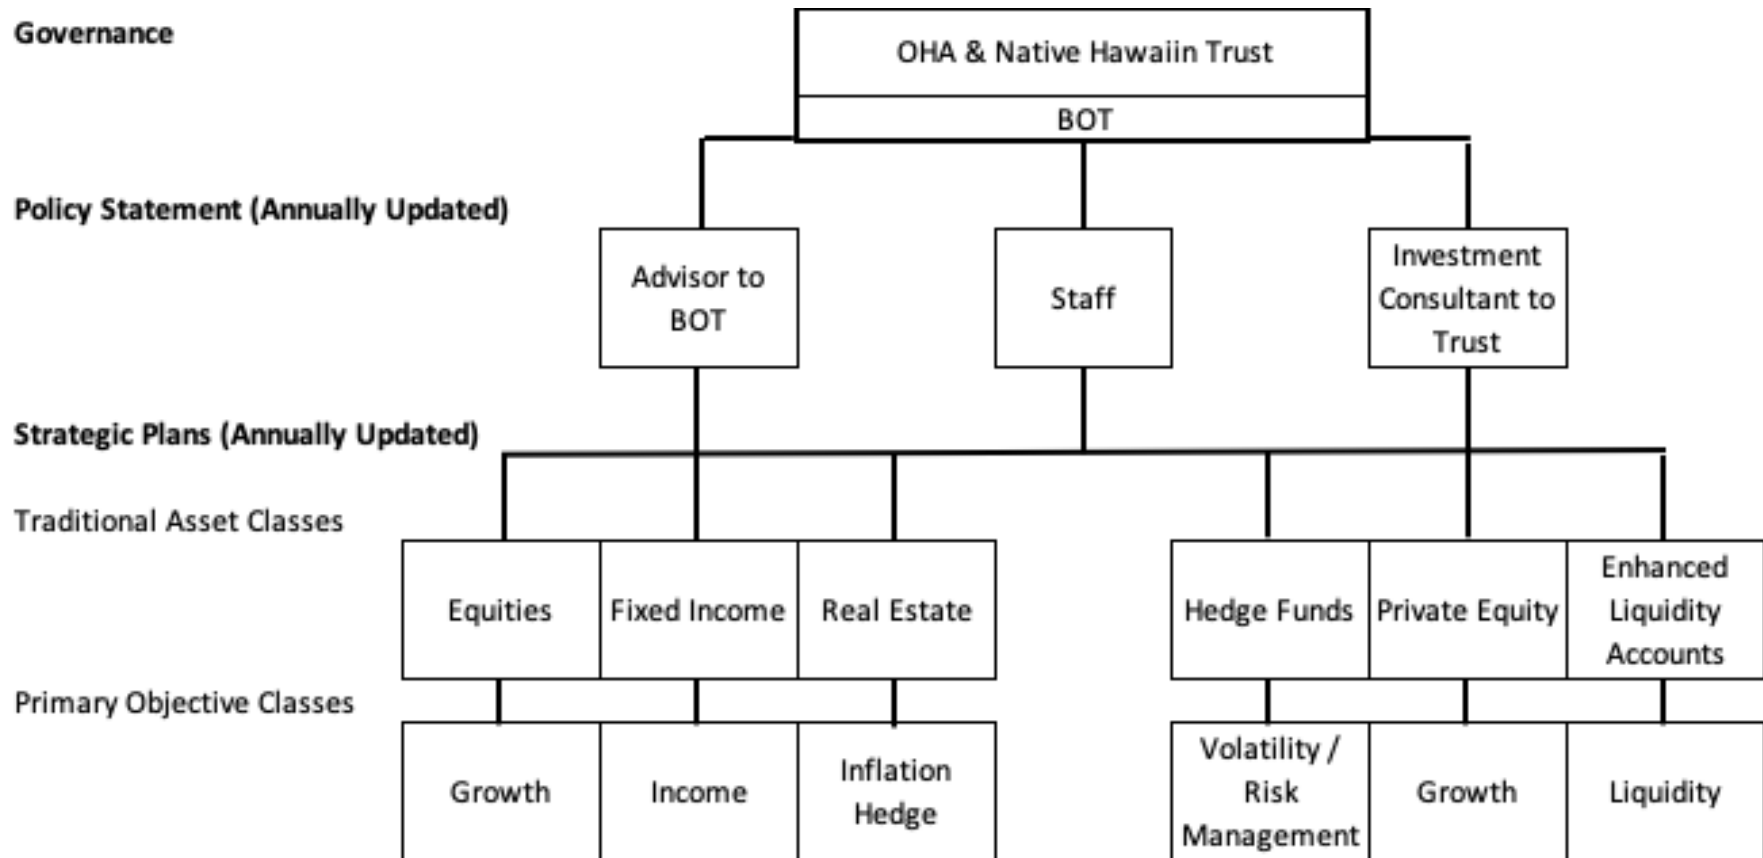 Governance
OHA & Native Hawaiin Trust
BOT
Policy Statement (Annually Updated)
Advisor to
BOT
Staff
Investment
Consultant to
Trust
Strategic Plans (Annually Updated)
Traditional Asset Classes
Equities
Fixed Income
Real Estate
Hedge Funds
Private Equity
Enhanced
Liquidity
Accounts
Primary Objective Classes
Growth
Income
Inflation
Hedge
Volatility /
Risk
Management
Growth
Liquidity